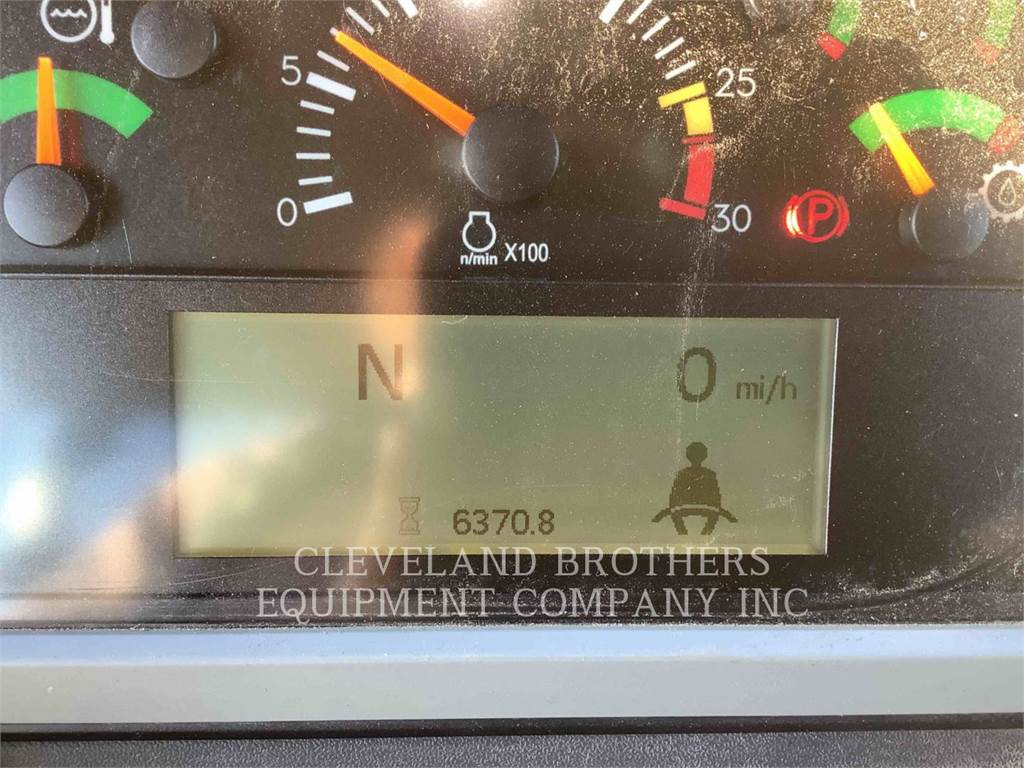 5
25
0
30
n/min X100
P
N 0 mi/h
6370.8
CLEVELAND BROTHERS
EQUIPMENT COMPANY INC